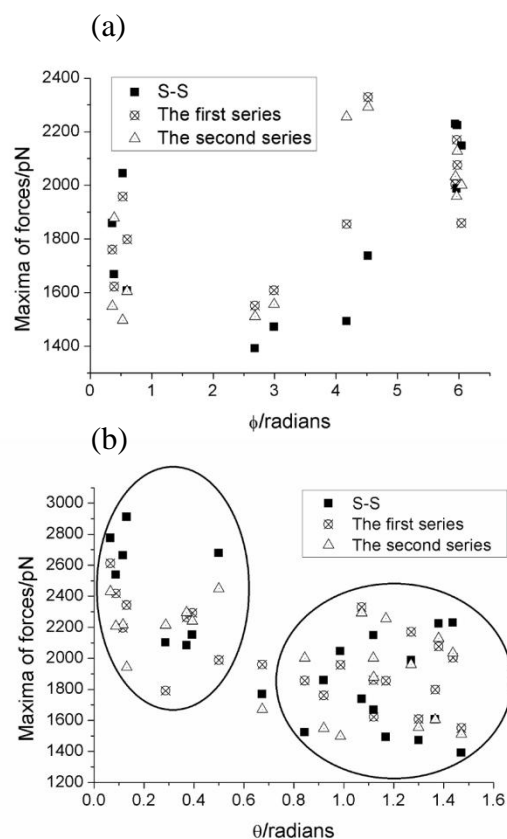 (a)
2400
2200
2000
1800
1600
1400
Maxima of forces/pN
S-S
The first series
The second series
0 1 2 3 4 5 6
ϕ/radians
(b)
3000
2800
2600
2400
2200
2000
1800
1600
1400
1200
Maxima of forces/pN
S-S
The first series
The second series
0.0 0.2 0.4 0.6 0.8 1.0 1.2 1.4 1.6
θ/radians